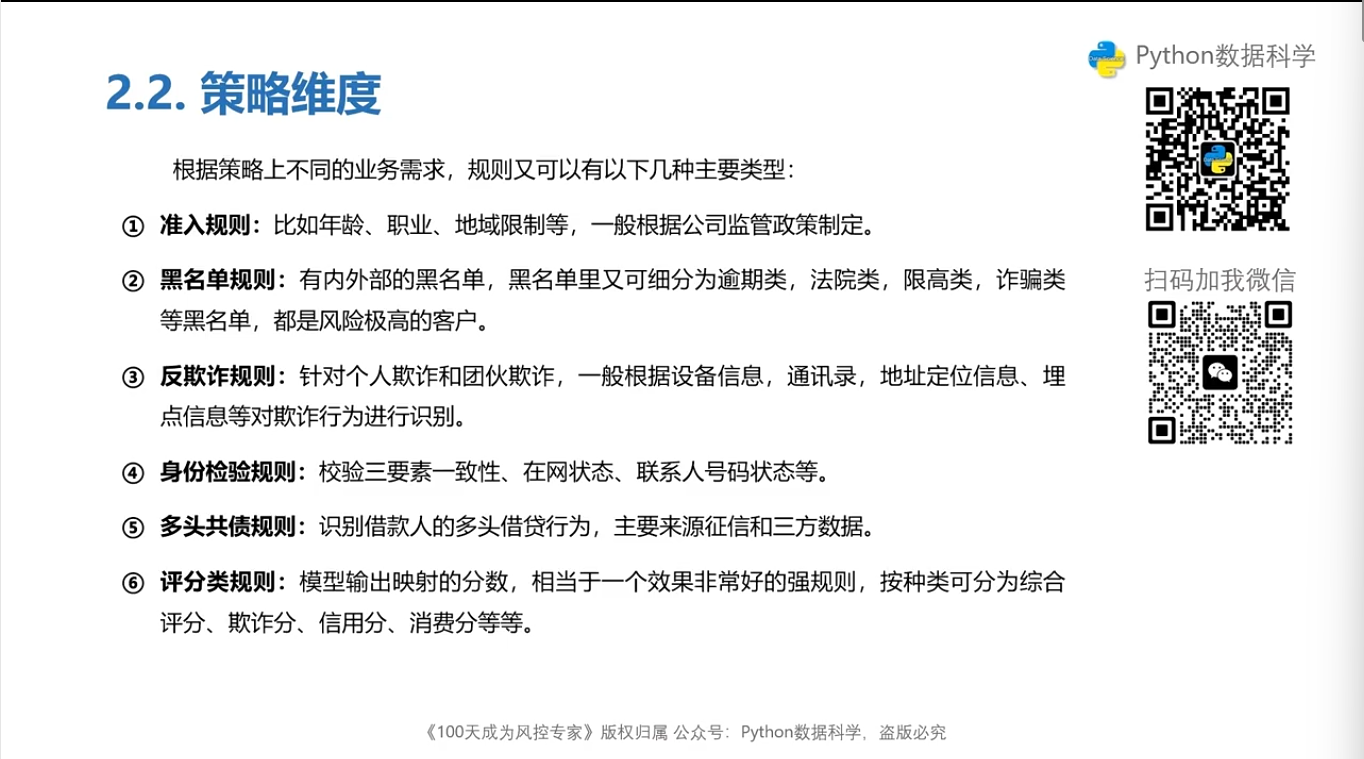 Python数据科学
2.2. 策略维度
根据策略上不同的业务需求，规则又可以有以下几种主要类型：
① 准入规则：比如年龄、职业、地域限制等，一般根据公司监管政策制定。
② 黑名单规则：有内外部的黑名单，黑名单里又可细分为逾期类，法院类，限高类，诈骗类
等黑名单，都是风险极高的客户。
③ 反欺诈规则：针对个人欺诈和团伙欺诈，一般根据设备信息，通讯录，地址定位信息、埋
点信息等对欺诈行为进行识别。
④ 身份检验规则：校验三要素一致性、在网状态、联系人号码状态等。
⑤ 多头共债规则：识别借款人的多头借贷行为，主要来源征信和三方数据。
⑥ 评分类规则：模型输出映射的分数，相当于一个效果非常好的强规则，按种类可分为综合
评分、欺诈分、信用分、消费分等等。
扫码加我微信
《100天成为风控专家》版权归属 公众号：Python数据科学，盗版必究